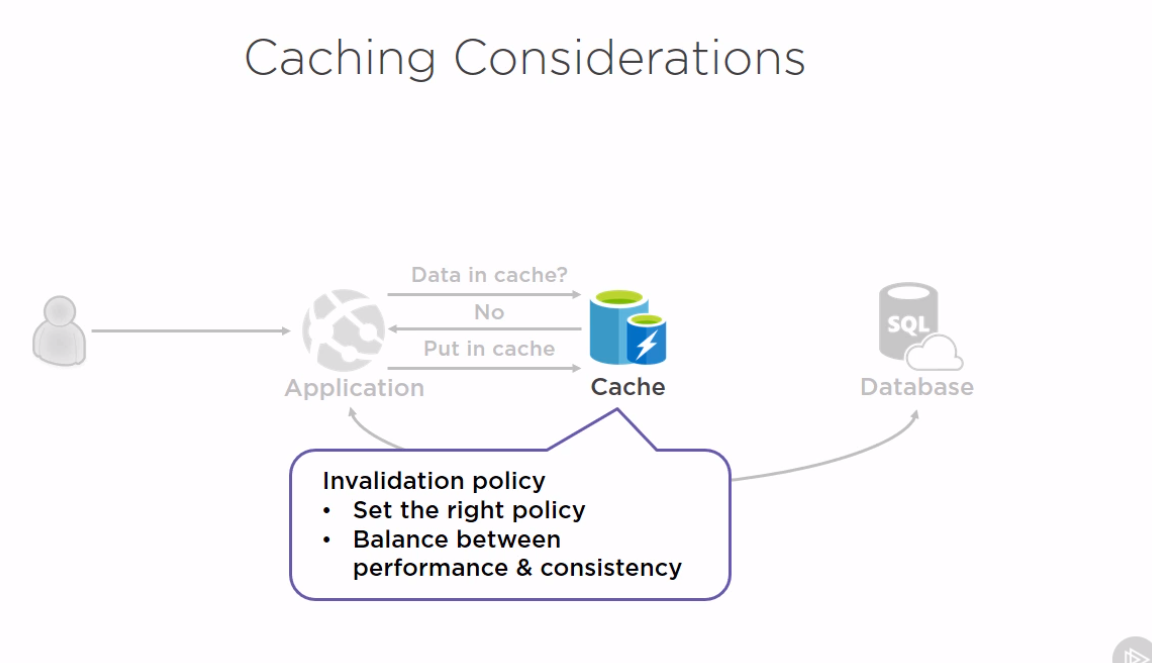 Caching Considerations
Data in cache?
No
Put in cache
Application
Cache
SQL
Database
Invalidation policy
• Set the right policy
• Balance between
performance & consistency